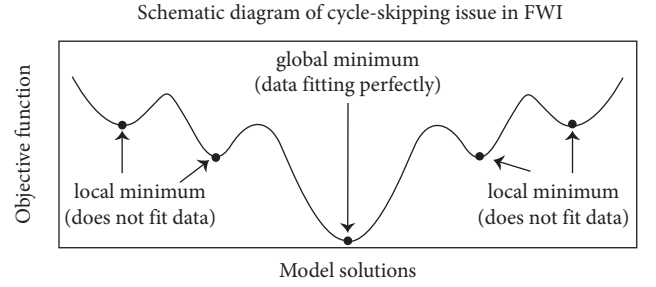 Schematic diagram of cycle-skipping issue in FWI
global minimum
(data fitting perfectly)
Objective function
local minimum
(does not fit data)
local minimum
(does not fit data)
Model solutions